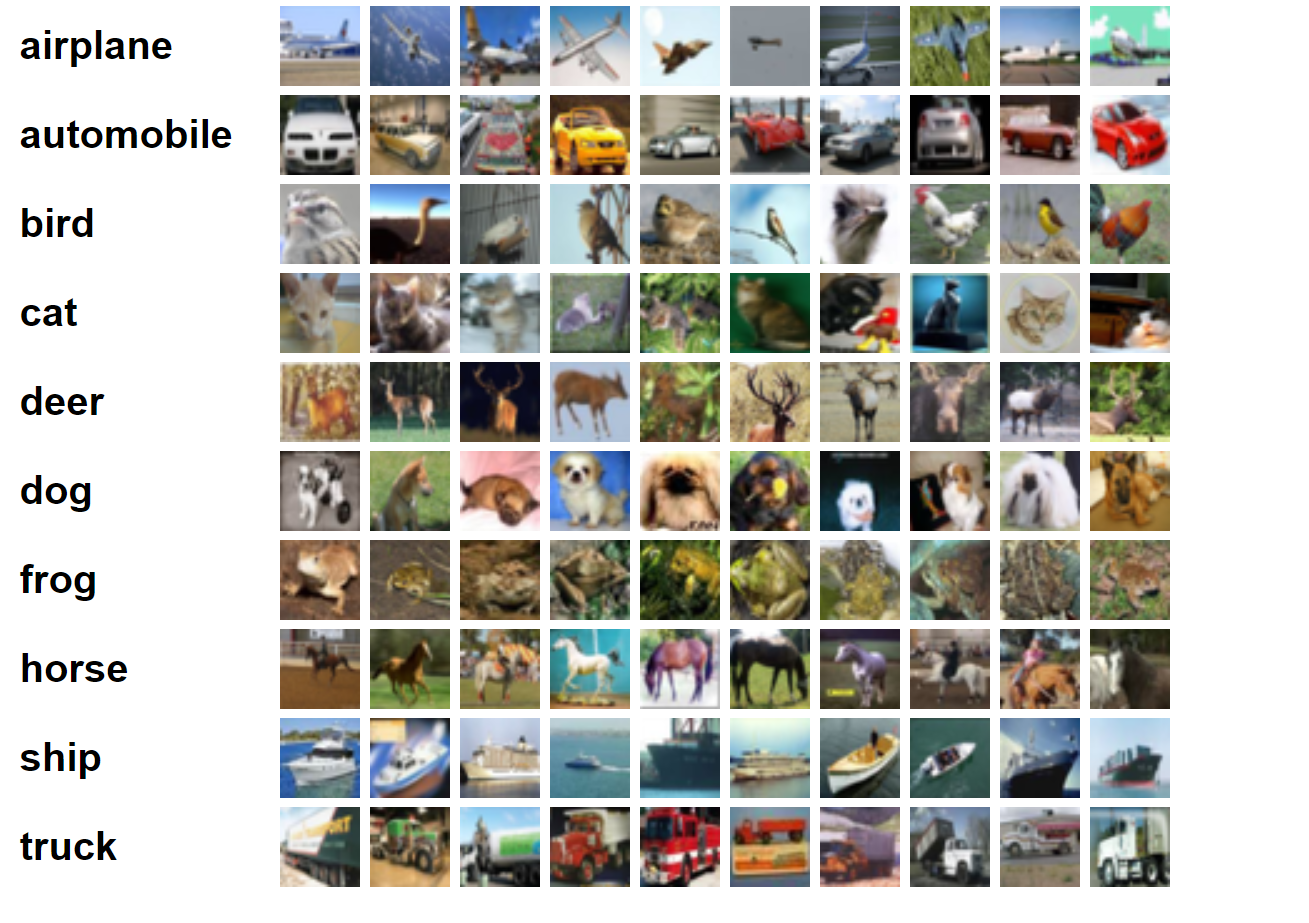 airplane
automobile
bird
cat
deer
dog
frog
horse
ship
truck